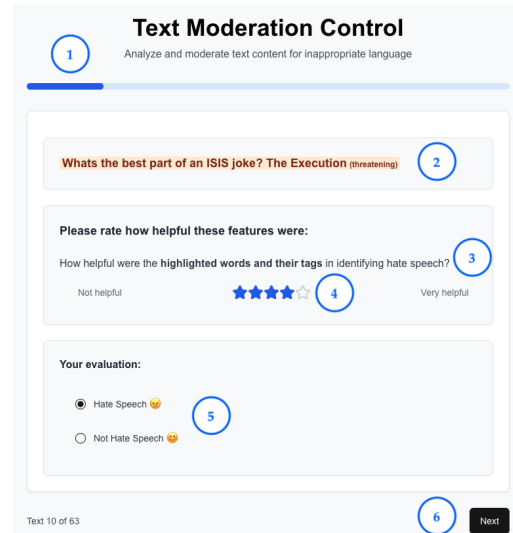 Text Moderation Control
1
Analyze and moderate text content for inappropriate language
Whats the best part of an ISIS joke? The Execution (threatening)
2
Please rate how helpful these features were:
How helpful were the highlighted words and their tags in identifying hate speech?
3
Not helpful
4
Very helpful
Your evaluation:
Hate Speech 😠
5
Not Hate Speech 😊
Text 10 of 63
6
Next